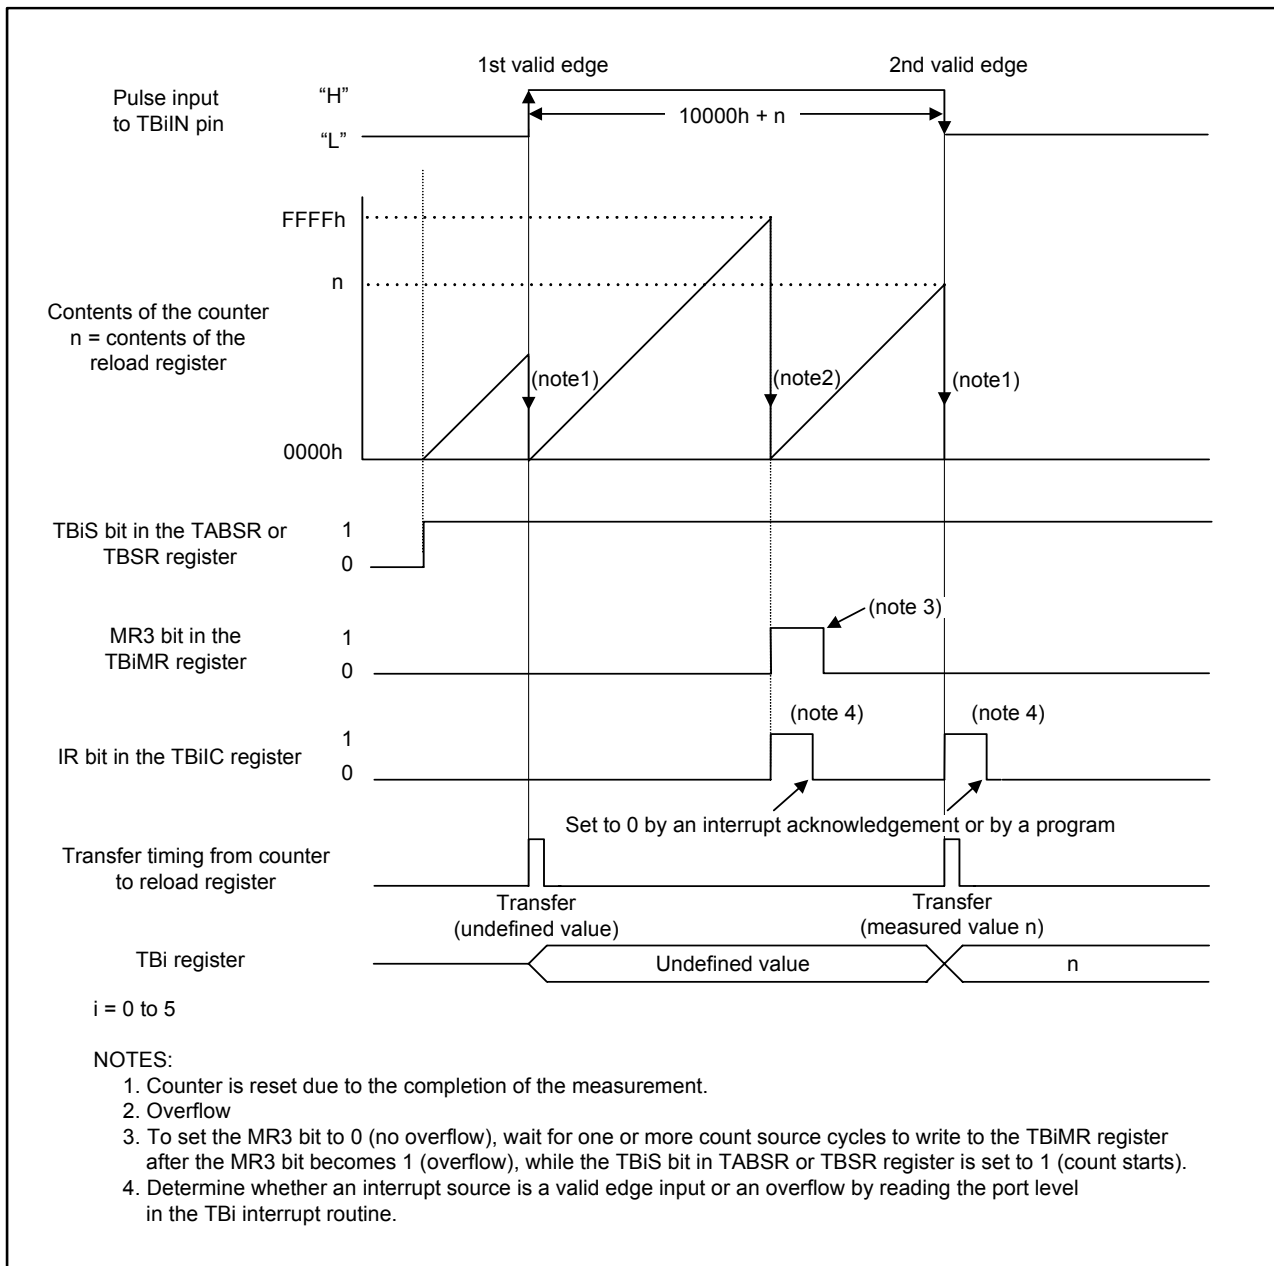 1st valid edge
2nd valid edge
Pulse input
to TBiIN pin
“H”
“L”
10000h + n
FFFFh
n
Contents of the counter
n = contents of the
reload register
(note1)
(note2)
(note1)
0000h
TBiS bit in the TABSR or
TBSR register
1
0
(note 3)
MR3 bit in the
TBiMR register
1
0
(note 4)
(note 4)
IR bit in the TBiIC register
1
0
Set to 0 by an interrupt acknowledgement or by a program
Transfer timing from counter
to reload register
Transfer
(undefined value)
Transfer
(measured value n)
TBi register
Undefined value
n
i = 0 to 5
NOTES:
1. Counter is reset due to the completion of the measurement.
2. Overflow
3. To set the MR3 bit to 0 (no overflow), wait for one or more count source cycles to write to the TBiMR register
after the MR3 bit becomes 1 (overflow), while the TBiS bit in TABSR or TBSR register is set to 1 (count starts).
4. Determine whether an interrupt source is a valid edge input or an overflow by reading the port level
in the TBi interrupt routine.